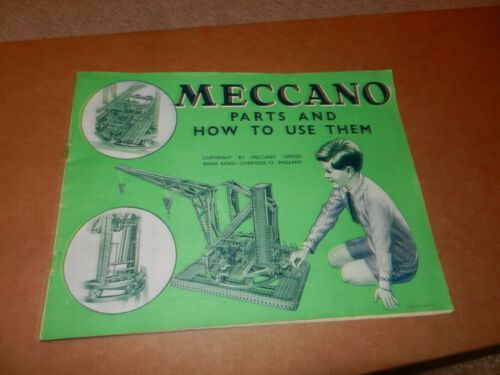 MECCANO
PARTS AND
HOW TO USE THEM
COPYRIGHT BY MECCANO LIMITED
BINNS ROAD - LIVERPOOL 13 - ENGLAND